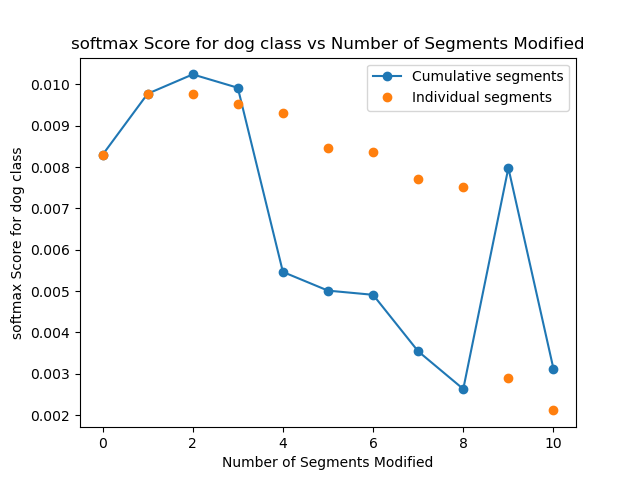 softmax Score for dog class vs Number of Segments Modified
Cumulative segments
Individual segments
softmax Score for dog class
0.010
0.009
0.008
0.007
0.006
0.005
0.004
0.003
0.002
0 2 4 6 8 10
Number of Segments Modified